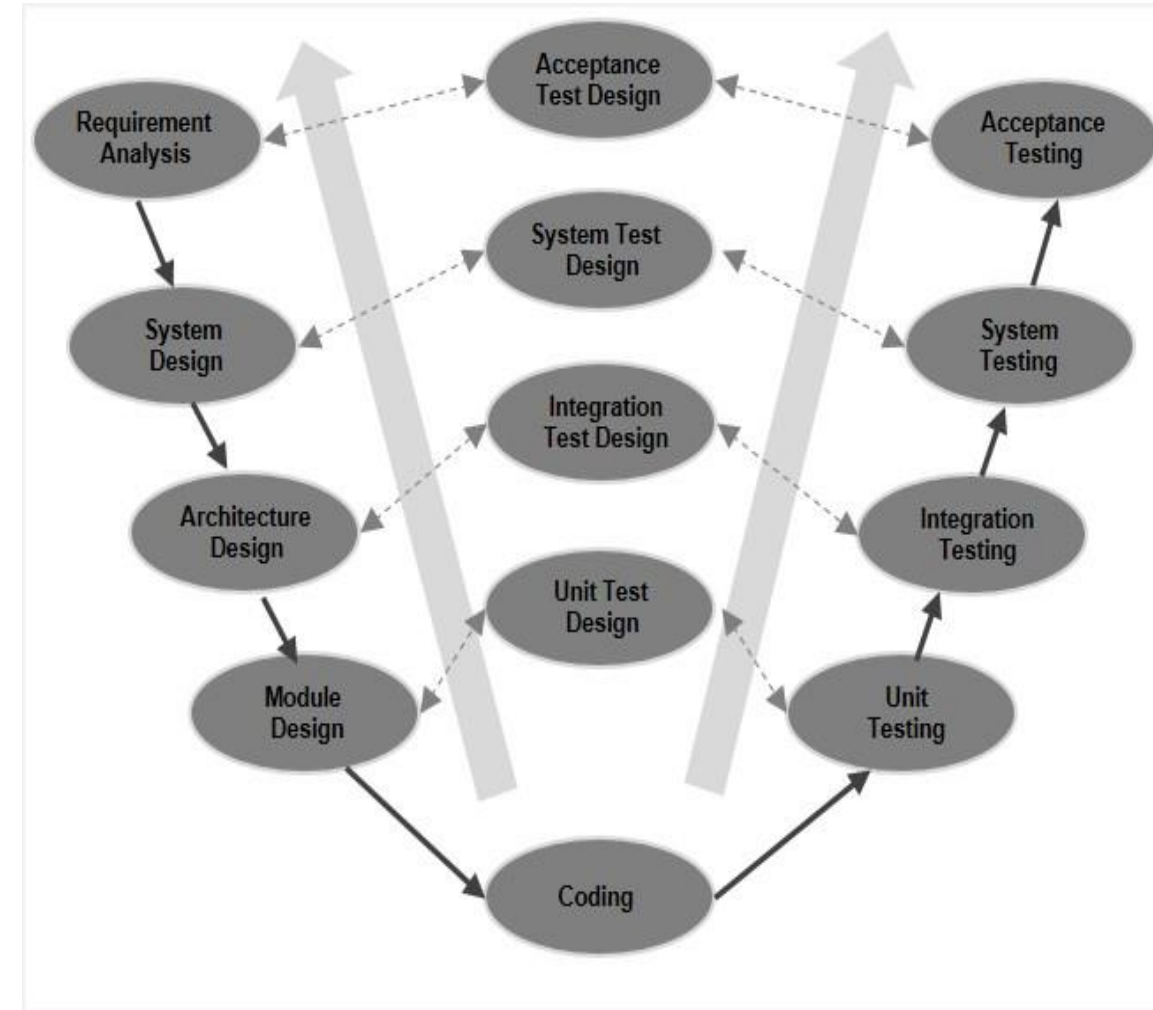 Acceptance
Test Design
Requirement
Analysis
Acceptance
Testing
System Test
Design
System
Design
System
Testing
Integration
Test Design
Architecture
Design
Integration
Testing
Unit Test
Design
Module
Design
Unit
Testing
Coding